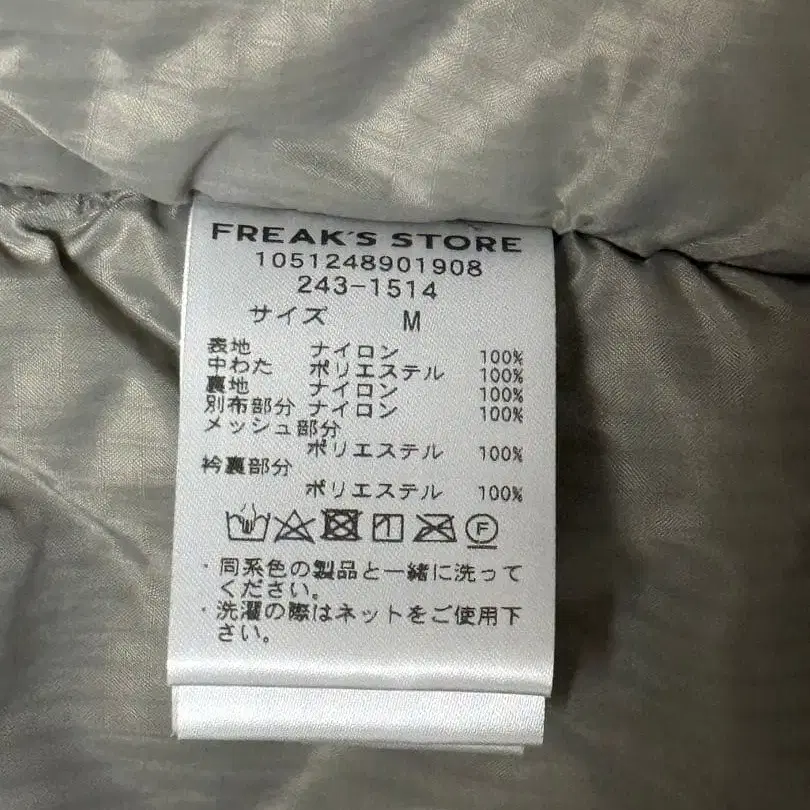 FREAK'S STORE
1051248901908
243-1514
サイズ M
表地 ナイロン 100%
中わた ポリエステル 100%
裏地 ナイロン 100%
別布部分 ナイロン 100%
メッシュ部分
ポリエステル 100%
衿裏部分
ポリエステル 100%
F
・同系色の製品と一緒に洗って
ください。
・洗濯の際はネットをご使用下
さい。